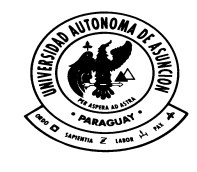 UNIVERSIDAD AUTONOMA DE ASUNCION
PER ASPERA AD ASTRA
• PARAGUAY •
ORDO SAPIENTIA LABOR PAX